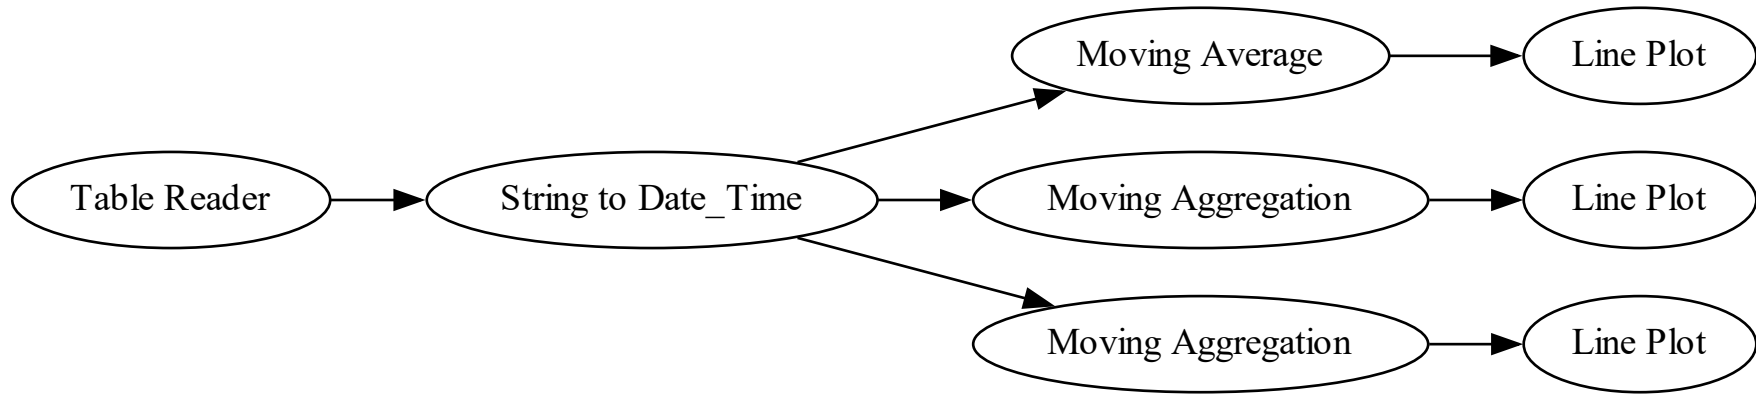 Moving Average
Line Plot
Table Reader
String to Date_Time
Moving Aggregation
Line Plot
Moving Aggregation
Line Plot